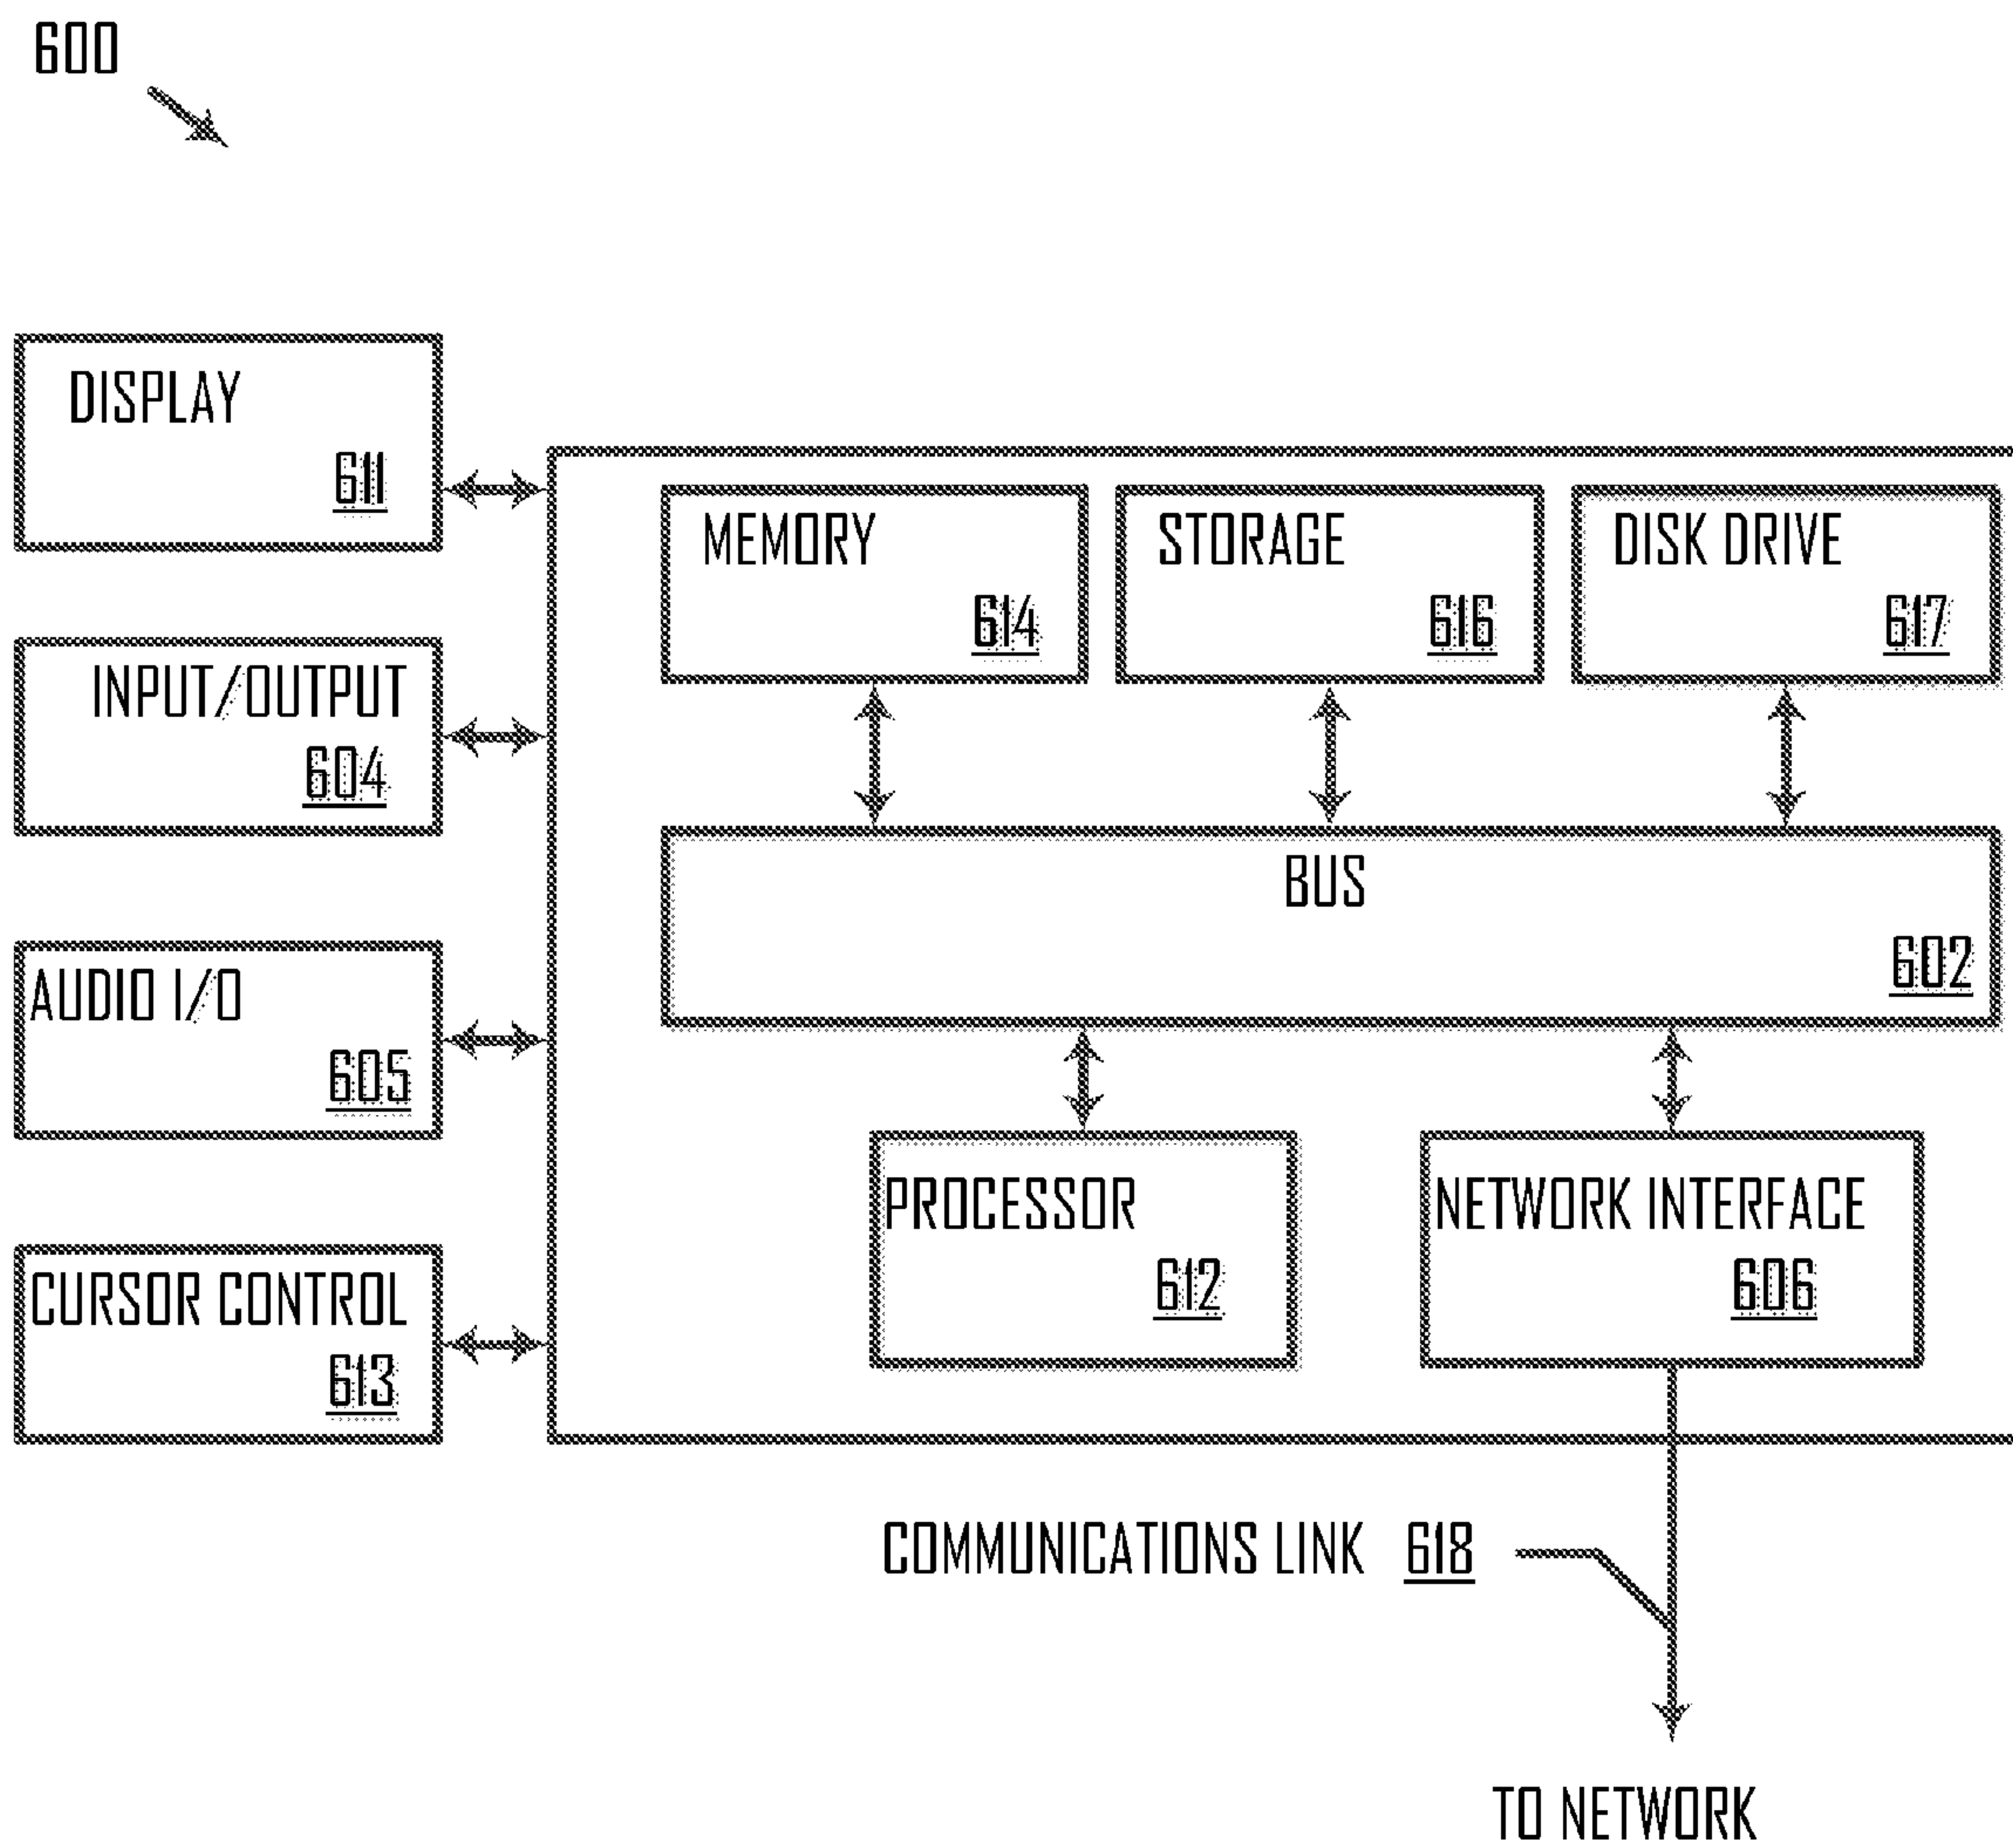 600
DISPLAY
611
MEMORY
614
STORAGE
616
DISK DRIVE
617
INPUT/OUTPUT
604
BUS
602
AUDIO I/O
605
PROCESSOR
612
NETWORK INTERFACE
606
CURSOR CONTROL
613
COMMUNICATIONS LINK 618
TO NETWORK